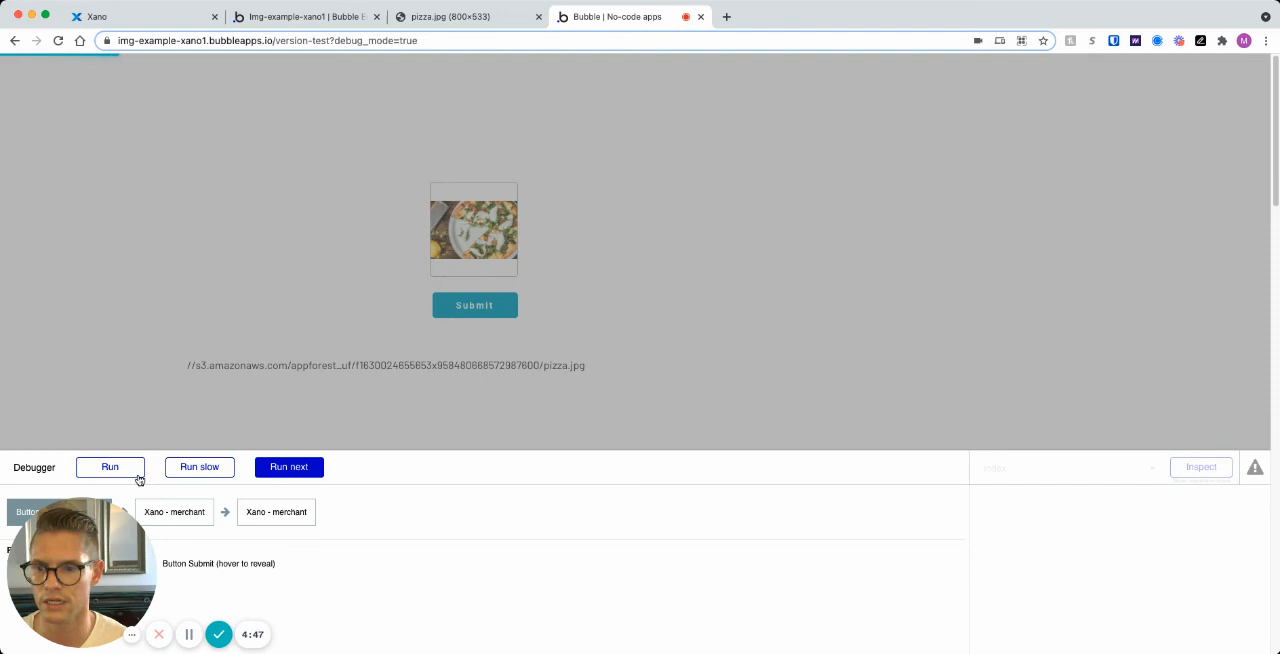 Xano
Img-example-xano1 | Bubble E
pizza.jpg (800×533)
Bubble | No-code apps
img-example-xano1.bubbleapps.io/version-test?debug_mode=true
M
Submit
//s3.amazonaws.com/appforest_uf/f1630024655653x958480668572987600/pizza.jpg
Debugger
Run
Run slow
Run next
index
Inspect
Xano - merchant
Xano - merchant
Button Submit (hover to reveal)
4:47